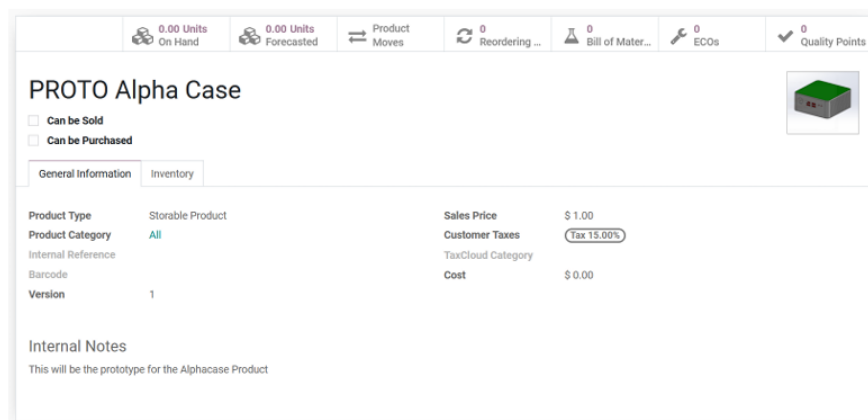 0.00 Units
On Hand
0.00 Units
Forecasted
Product
Moves
0
Reordering ...
0
Bill of Mater...
0
ECOs
0
Quality Points
PROTO Alpha Case
Can be Sold
Can be Purchased
General Information
Inventory
Product Type Storable Product
Product Category All
Internal Reference
Barcode
Version 1
Sales Price $ 1.00
Customer Taxes Tax 15.00%
TaxCloud Category
Cost $ 0.00
Internal Notes
This will be the prototype for the Alphacase Product